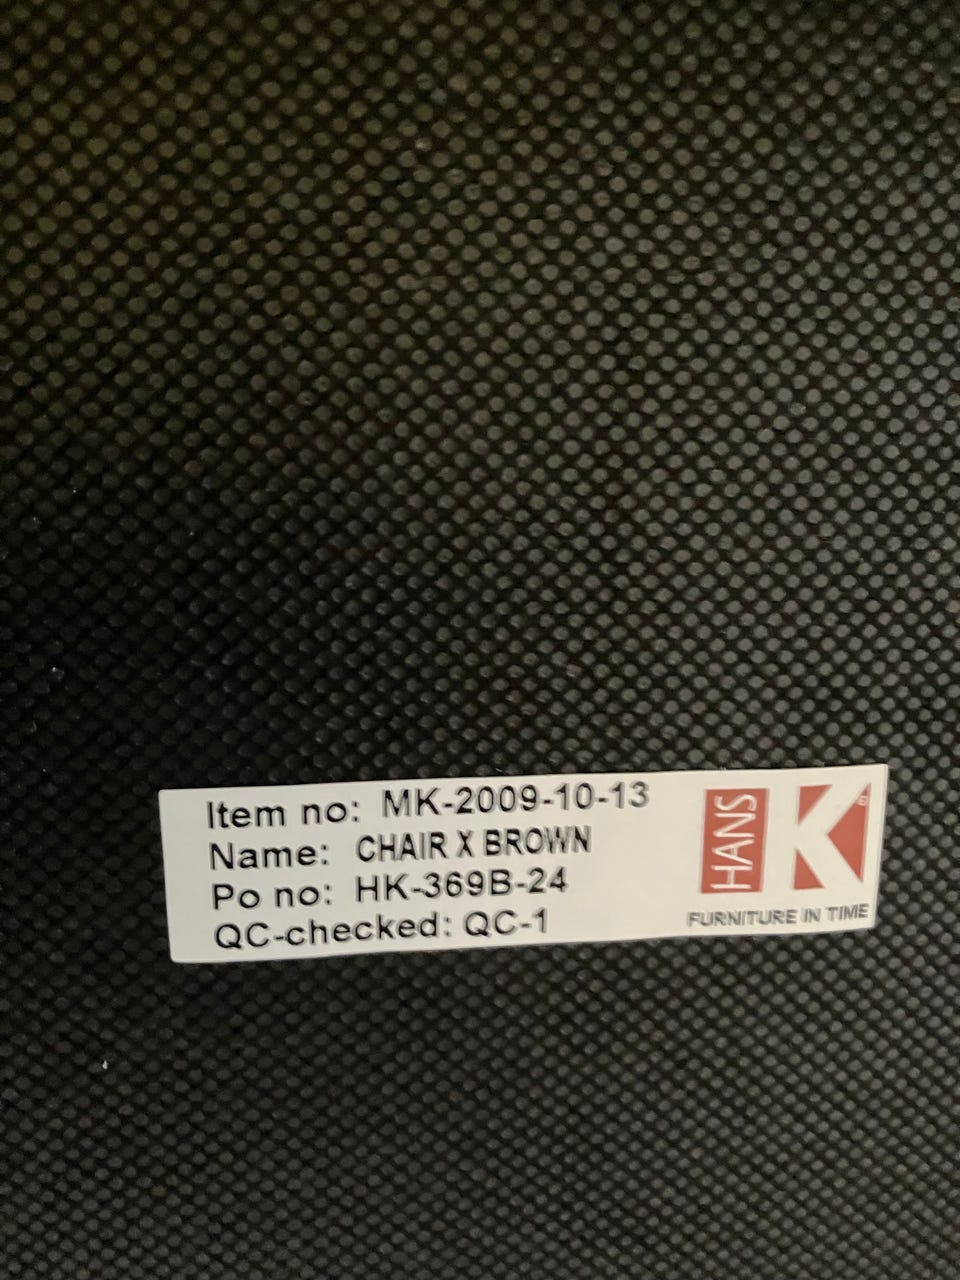 Item no: MK-2009-10-13
Name: CHAIR X BROWN
Po no: HK-369B-24
QC-checked: QC-1
HANS K ®
FURNITURE IN TIME